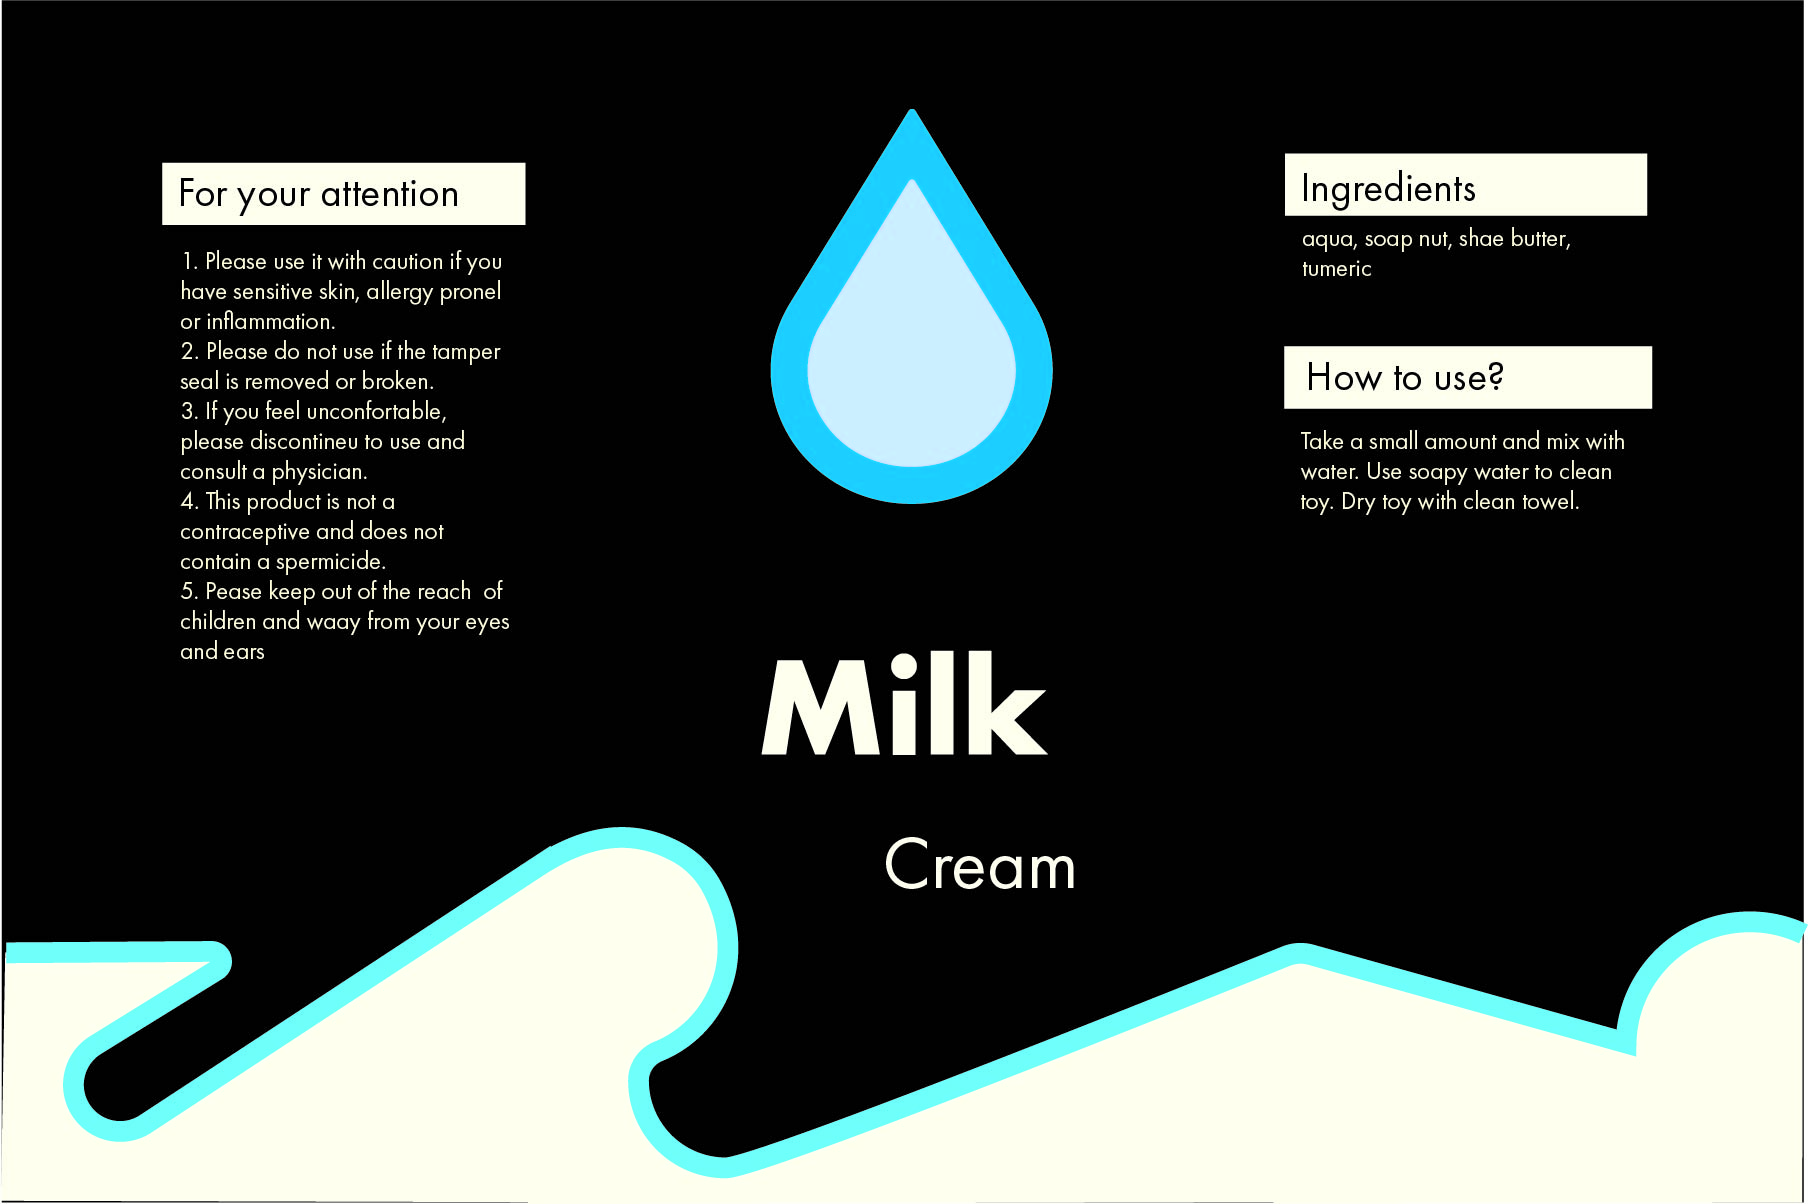 For your attention
1. Please use it with caution if you
have sensitive skin, allergy pronel
or inflammation.
2. Please do not use if the tamper
seal is removed or broken.
3. If you feel unconfortable,
please discontineu to use and
consult a physician.
4. This product is not a
contraceptive and does not
contain a spermicide.
5. Pease keep out of the reach  of
children and waay from your eyes
and ears
Milk
Cream
Ingredients
aqua, soap nut, shae butter,
tumeric
How to use?
Take a small amount and mix with
water. Use soapy water to clean
toy. Dry toy with clean towel.